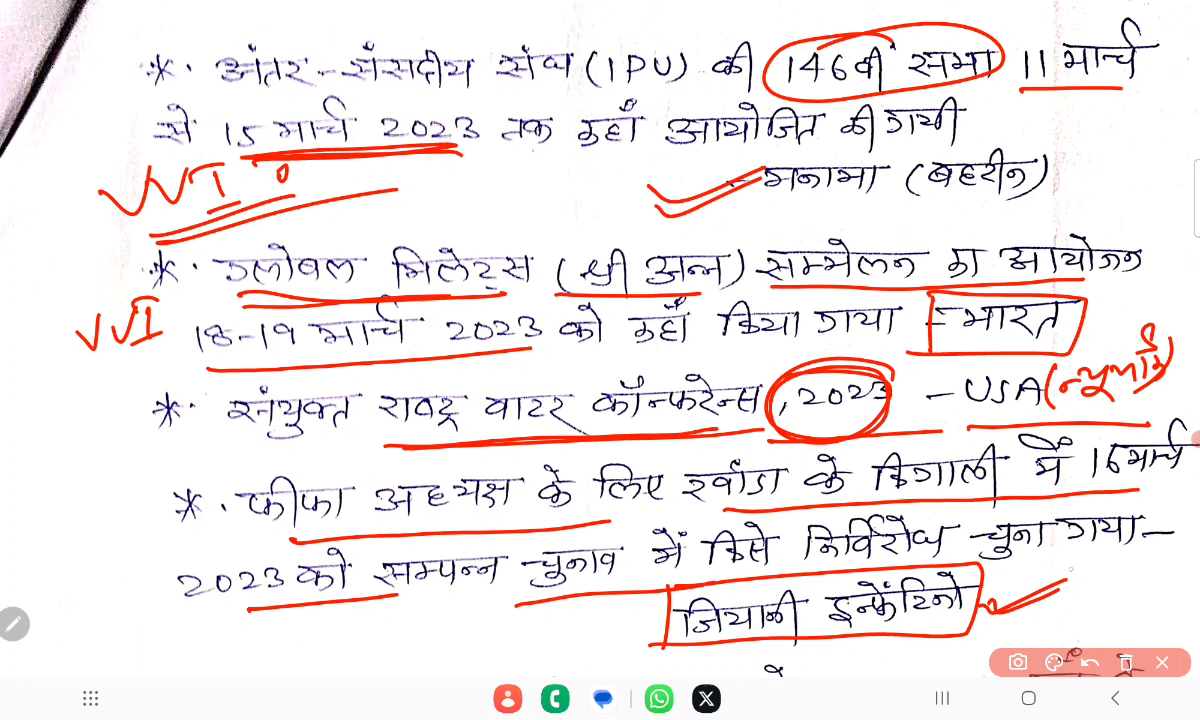 *. अंतर-संसदीय संघ (IPU) की 146वीं सभा 11 मार्च
से 15 मार्च 2023 तक कहाँ आयोजित की गयी
VVI
- मनामा (बहरीन)
*. ग्लोबल मिलेट्स (श्री अन्न) सम्मेलन का आयोजन
VVI 18-19 मार्च 2023 को कहाँ किया गया = भारत
*. संयुक्त राष्ट्र वाटर कॉन्फरेन्स, 2023 - USA (न्यूयार्क)
*. फीफा अध्यक्ष के लिए रवांडा के किगाली में 16 मार्च
2023 को सम्पन्न चुनाव में किसे निर्विरोध चुना गया-
जियानी इन्फेंटिनो